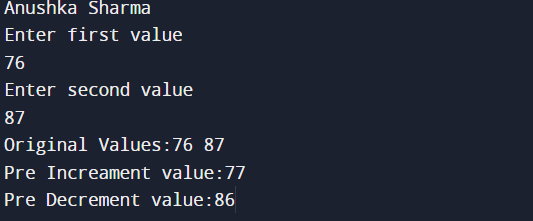 Anushka Sharma
Enter first value
76
Enter second value
87
Original Values:76 87
Pre Increament value:77
Pre Decrement value:86